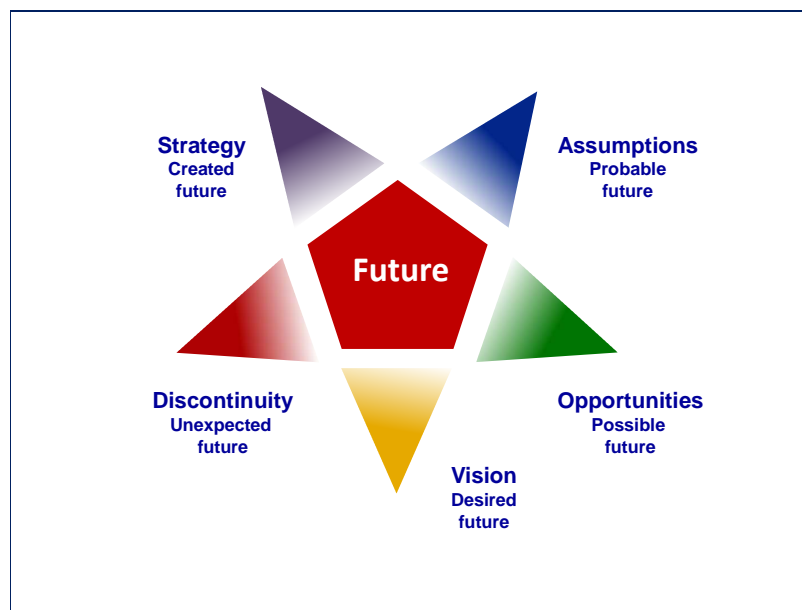 Strategy
Created
future
Assumptions
Probable
future
Future
Discontinuity
Unexpected
future
Opportunities
Possible
future
Vision
Desired
future